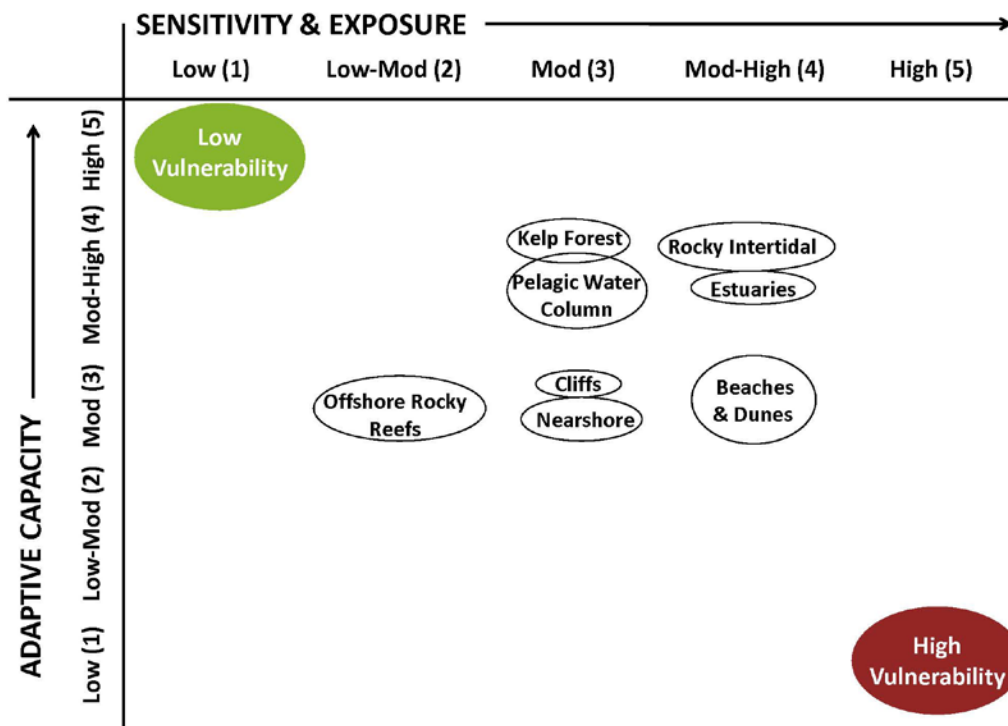 SENSITIVITY & EXPOSURE
Low (1)
Low-Mod (2)
Mod (3)
Mod-High (4)
High (5)
ADAPTIVE CAPACITY
High (5)
Mod-High (4)
Mod (3)
Low-Mod (2)
Low (1)
Low
Vulnerability
Kelp Forest
Pelagic Water
Column
Rocky Intertidal
Estuaries
Offshore Rocky
Reefs
Cliffs
Nearshore
Beaches
& Dunes
High
Vulnerability